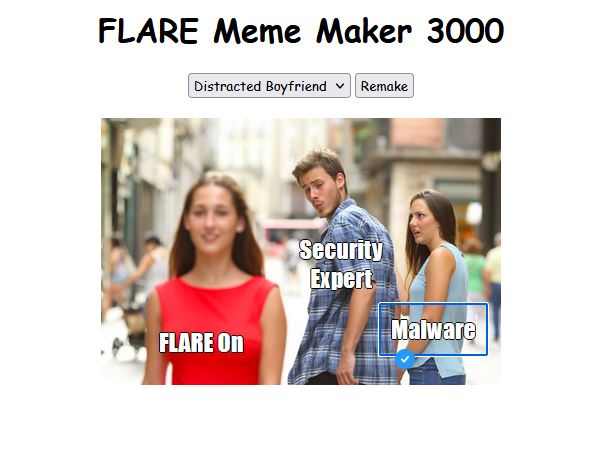 FLARE Meme Maker 3000
Distracted Boyfriend Remake
Security
Expert
Malware
FLARE On